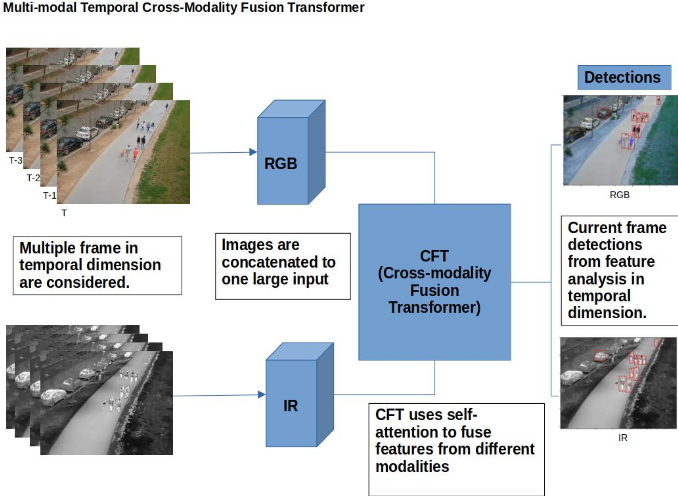 Multi-modal Temporal Cross-Modality Fusion Transformer
T-3
T-2
T-1
T
Multiple frame in
temporal dimension
are considered.
RGB
Images are
concatenated to
one large input
IR
CFT
(Cross-modality
Fusion
Transformer)
CFT uses self-
attention to fuse
features from different
modalities
Detections
RGB
Current frame
detections
from feature
analysis in
temporal
dimension.
IR